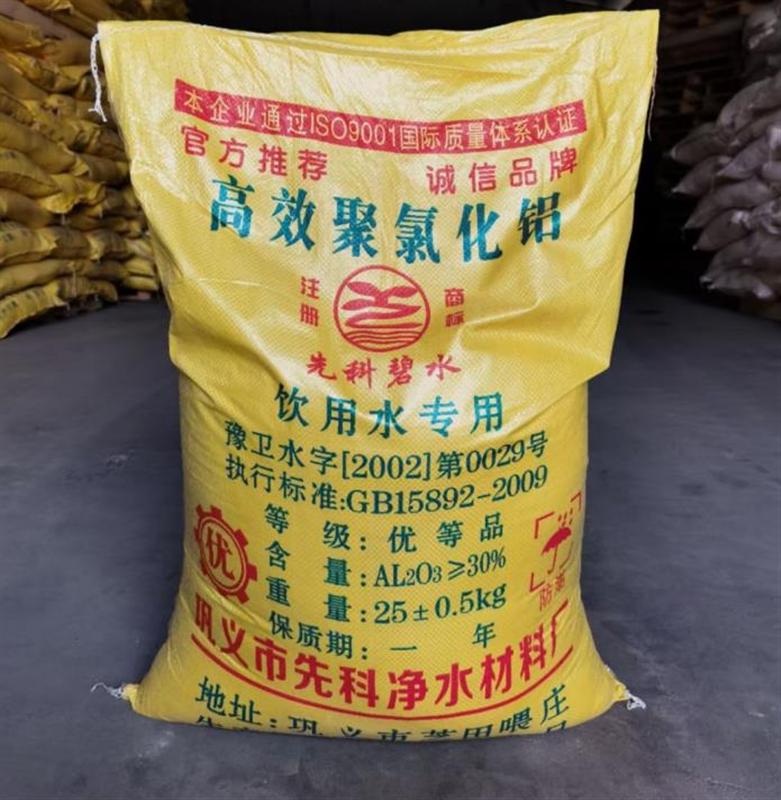 本企业通过ISO9001国际质量体系认证
官方推荐 诚信品牌
高效聚氯化铝
注册 商标
先科碧水
饮用水专用
豫卫水字[2002]第0029号
执行标准:GB15892-2009
等级:优等品
含量:AL2O3≥30%
重量:25±0.5kg
保质期:一年
优
防潮
巩义市先科净水材料厂
地址:巩义市芝田喂庄